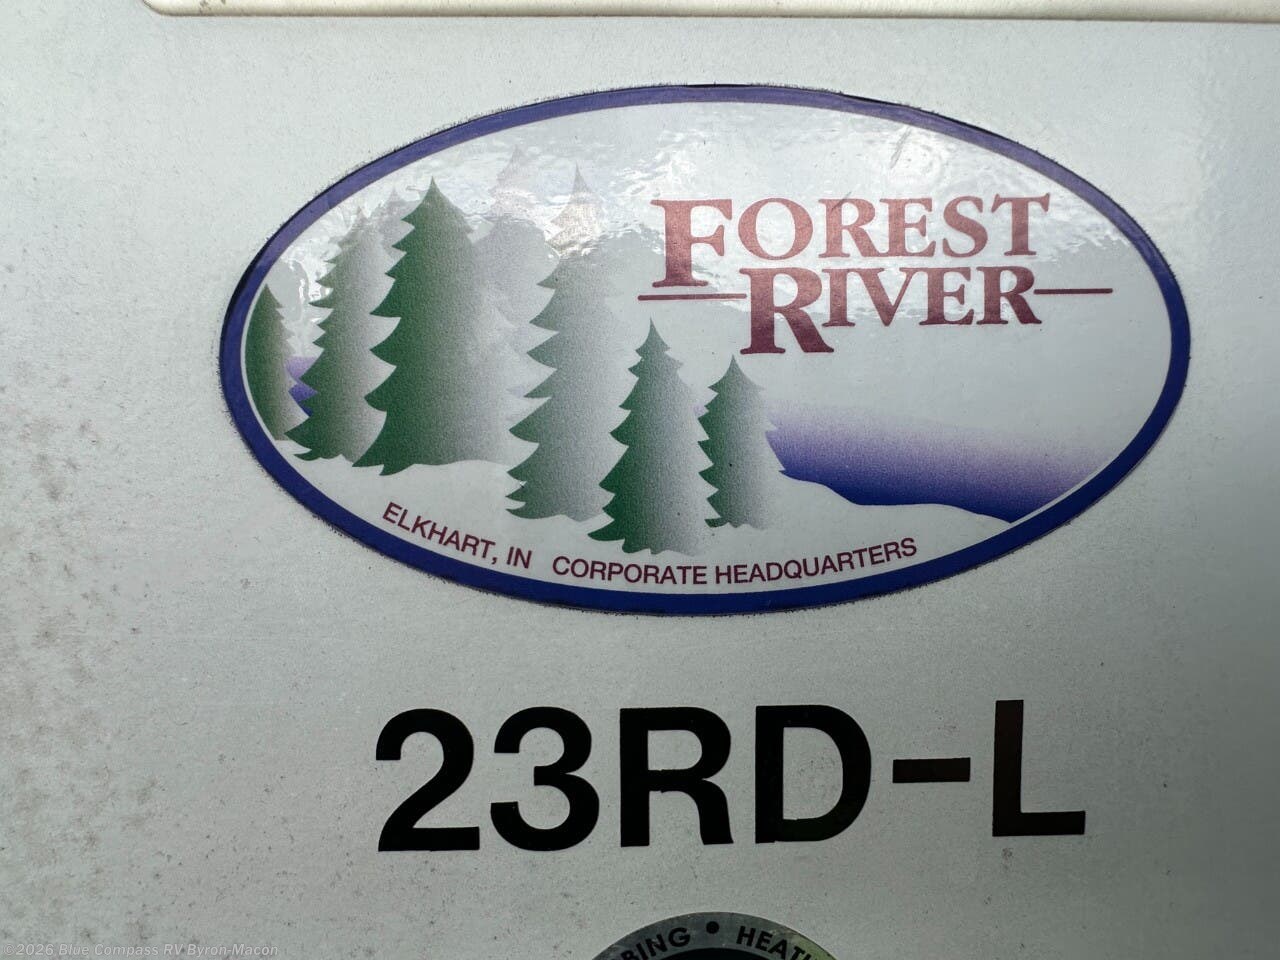 FOREST
RIVER
ELKHART, IN CORPORATE HEADQUARTERS
23RD-L
© 2026 Blue Compass RV Byron-Macon